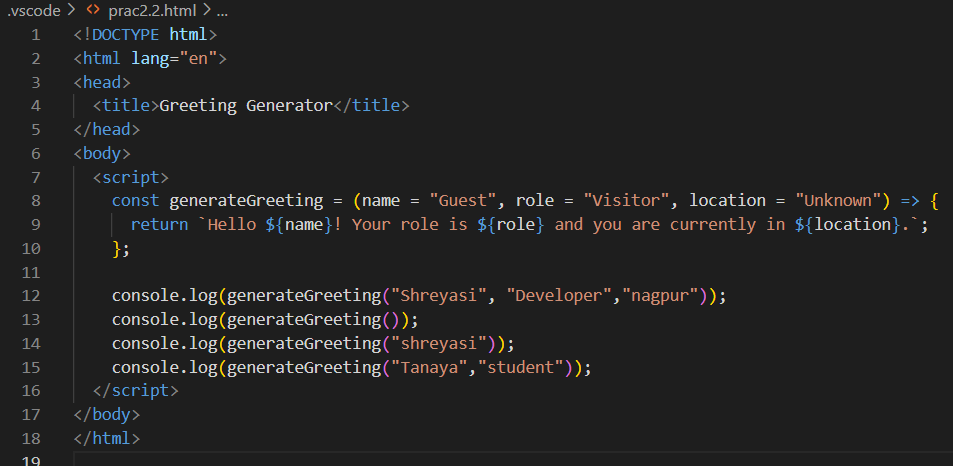 .vscode > <> prac2.2.html > ...
1 <!DOCTYPE html>
2 <html lang="en">
3 <head>
4   <title>Greeting Generator</title>
5 </head>
6 <body>
7   <script>
8     const generateGreeting = (name = "Guest", role = "Visitor", location = "Unknown") => {
9       return `Hello ${name}! Your role is ${role} and you are currently in ${location}.`;
10     };
11
12     console.log(generateGreeting("Shreyasi", "Developer","nagpur"));
13     console.log(generateGreeting());
14     console.log(generateGreeting("shreyasi"));
15     console.log(generateGreeting("Tanaya","student"));
16   </script>
17 </body>
18 </html>
19